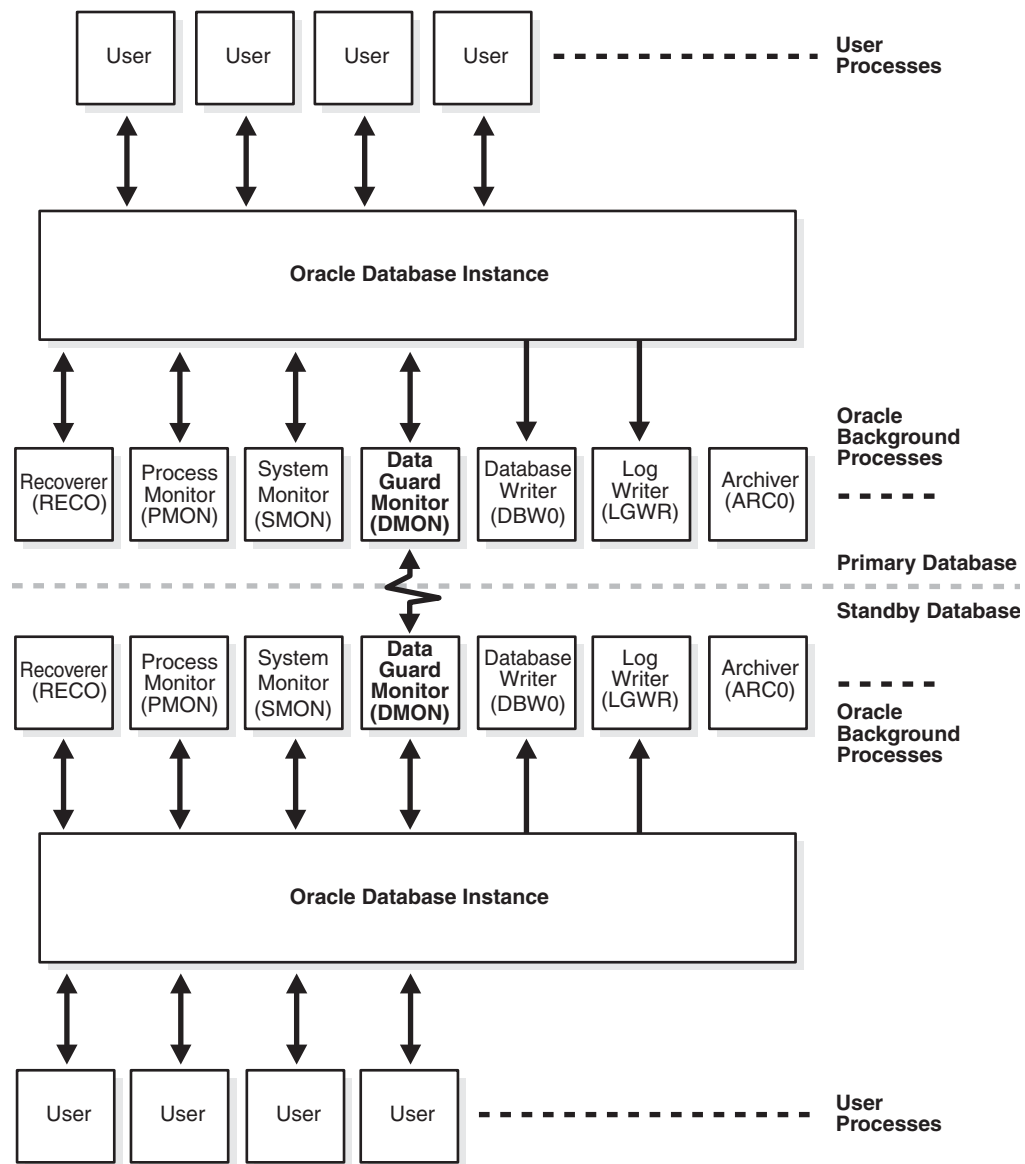 User
User
User
User
User
Processes
Oracle Database Instance
Oracle
Background
Processes
Recoverer
(RECO)
Process
Monitor
(PMON)
System
Monitor
(SMON)
Data
Guard
Monitor
(DMON)
Database
Writer
(DBW0)
Log
Writer
(LGWR)
Archiver
(ARC0)
Primary Database
Standby Database
Recoverer
(RECO)
Process
Monitor
(PMON)
System
Monitor
(SMON)
Data
Guard
Monitor
(DMON)
Database
Writer
(DBW0)
Log
Writer
(LGWR)
Archiver
(ARC0)
Oracle
Background
Processes
Oracle Database Instance
User
User
User
User
User
Processes